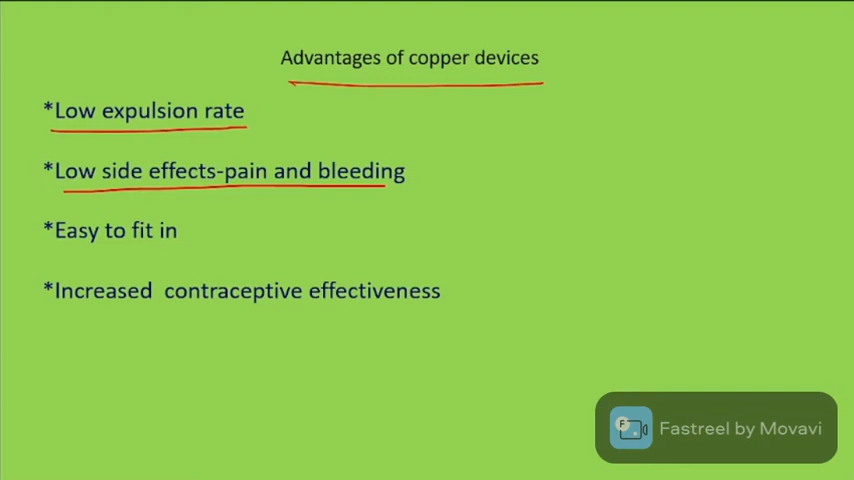 Advantages of copper devices
*Low expulsion rate
*Low side effects-pain and bleeding
*Easy to fit in
*Increased  contraceptive effectiveness
F
Fastreel by Movavi